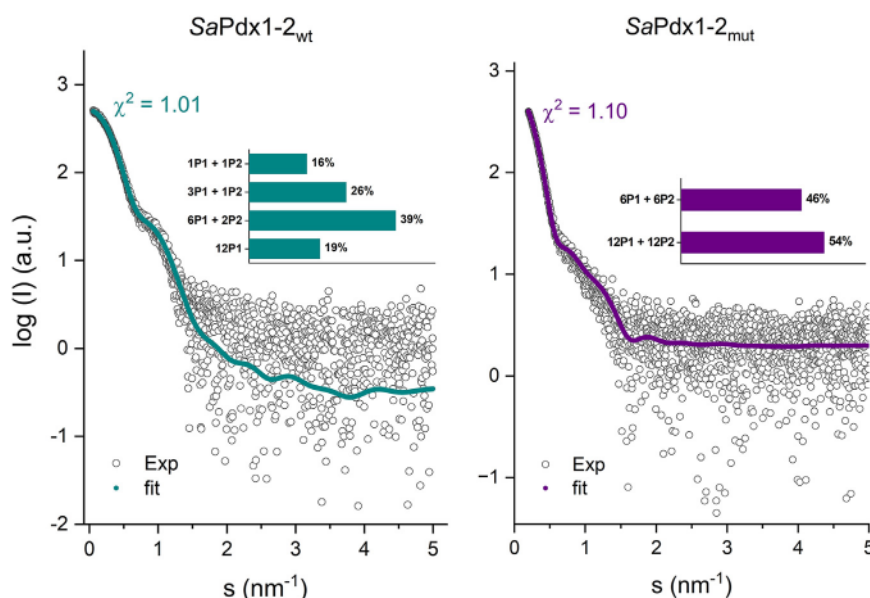 SaPdx1-2wt
SaPdx1-2mut
log (I) (a.u.)
3
2
1
0
-1
-2
χ² = 1.01
1P1 + 1P2
16%
3P1 + 1P2
26%
6P1 + 2P2
39%
12P1
19%
Exp
fit
0
1
2
3
4
5
s (nm⁻¹)
3
2
1
0
−1
χ² = 1.10
6P1 + 6P2
46%
12P1 + 12P2
54%
Exp
fit
0
1
2
3
4
5
s (nm⁻¹)